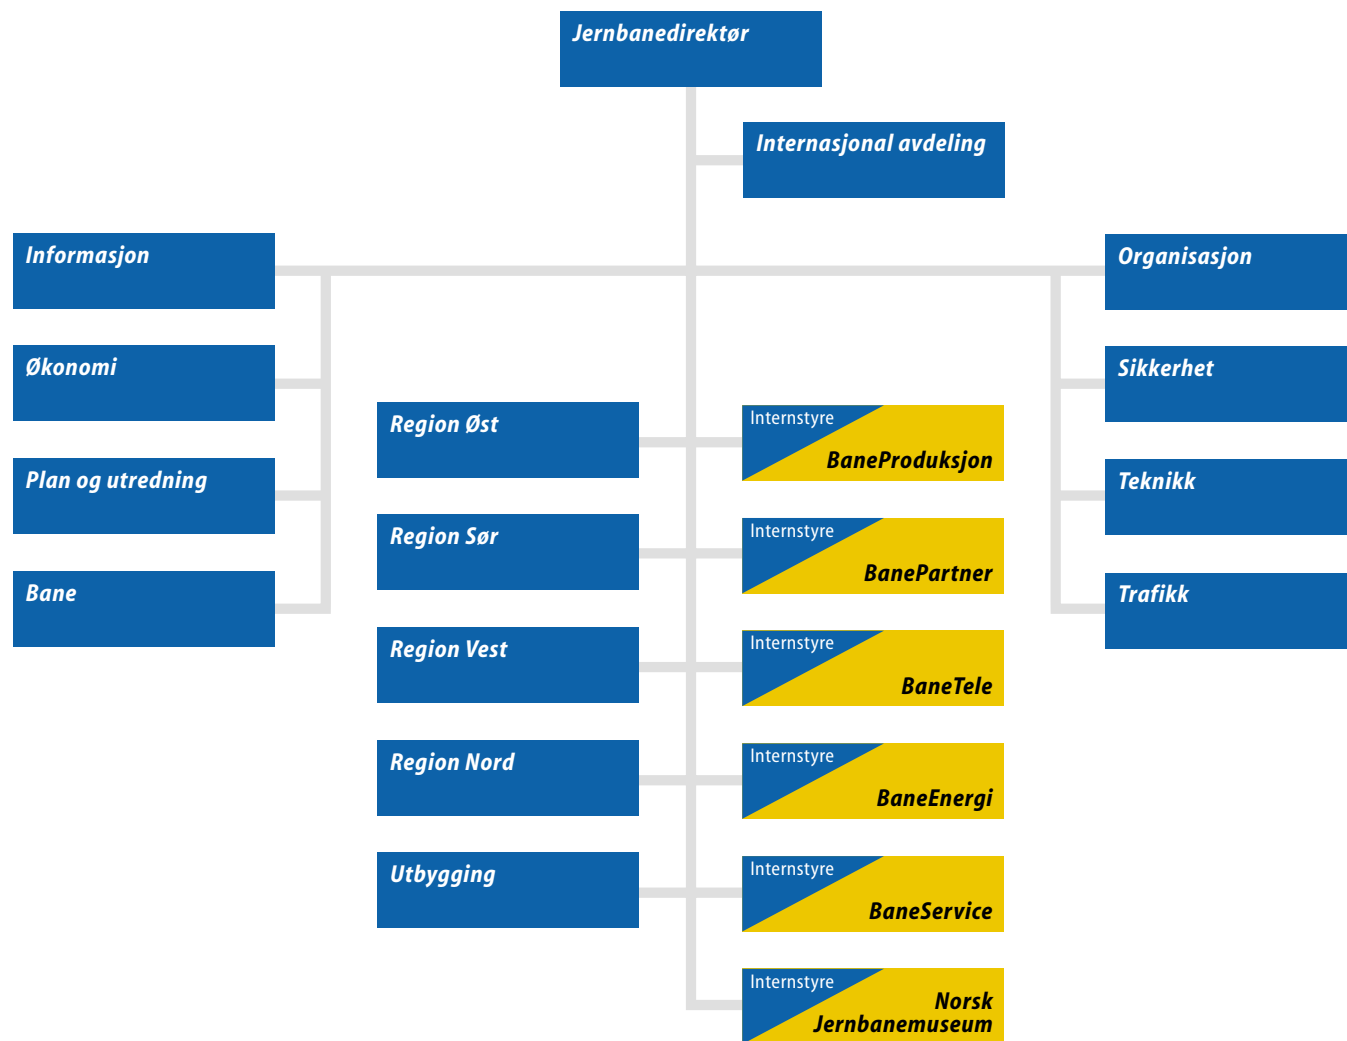 Jernbanedirektør
Internasjonal avdeling
Informasjon
Økonomi
Plan og utredning
Bane
Region Øst
Region Sør
Region Vest
Region Nord
Utbygging
Internstyre
BaneProduksjon
Internstyre
BanePartner
Internstyre
BaneTele
Internstyre
BaneEnergi
Internstyre
BaneService
Internstyre
Norsk
Jernbanemuseum
Organisasjon
Sikkerhet
Teknikk
Trafikk